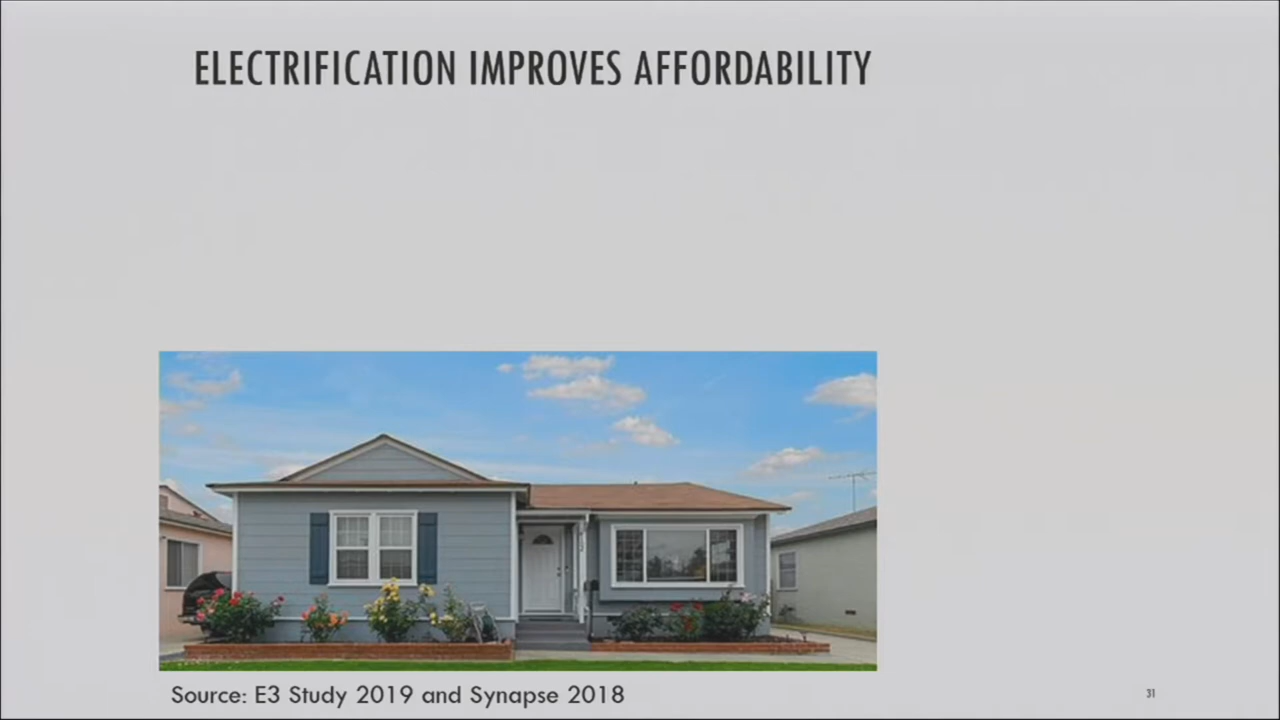 ELECTRIFICATION IMPROVES AFFORDABILITY
Source: E3 Study 2019 and Synapse 2018
31